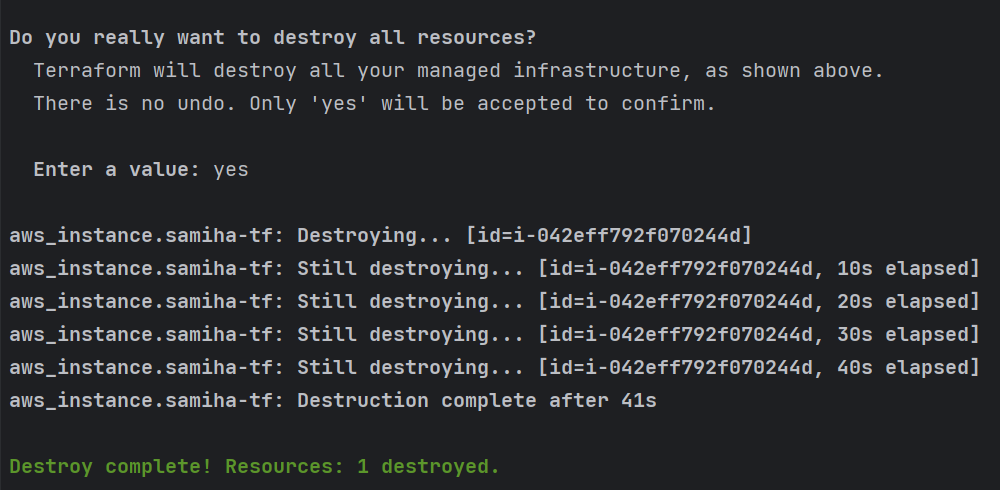 Do you really want to destroy all resources?
Terraform will destroy all your managed infrastructure, as shown above.
There is no undo. Only 'yes' will be accepted to confirm.
Enter a value: yes
aws_instance.samiha-tf: Destroying... [id=i-042eff792f070244d]
aws_instance.samiha-tf: Still destroying... [id=i-042eff792f070244d, 10s elapsed]
aws_instance.samiha-tf: Still destroying... [id=i-042eff792f070244d, 20s elapsed]
aws_instance.samiha-tf: Still destroying... [id=i-042eff792f070244d, 30s elapsed]
aws_instance.samiha-tf: Still destroying... [id=i-042eff792f070244d, 40s elapsed]
aws_instance.samiha-tf: Destruction complete after 41s
Destroy complete! Resources: 1 destroyed.